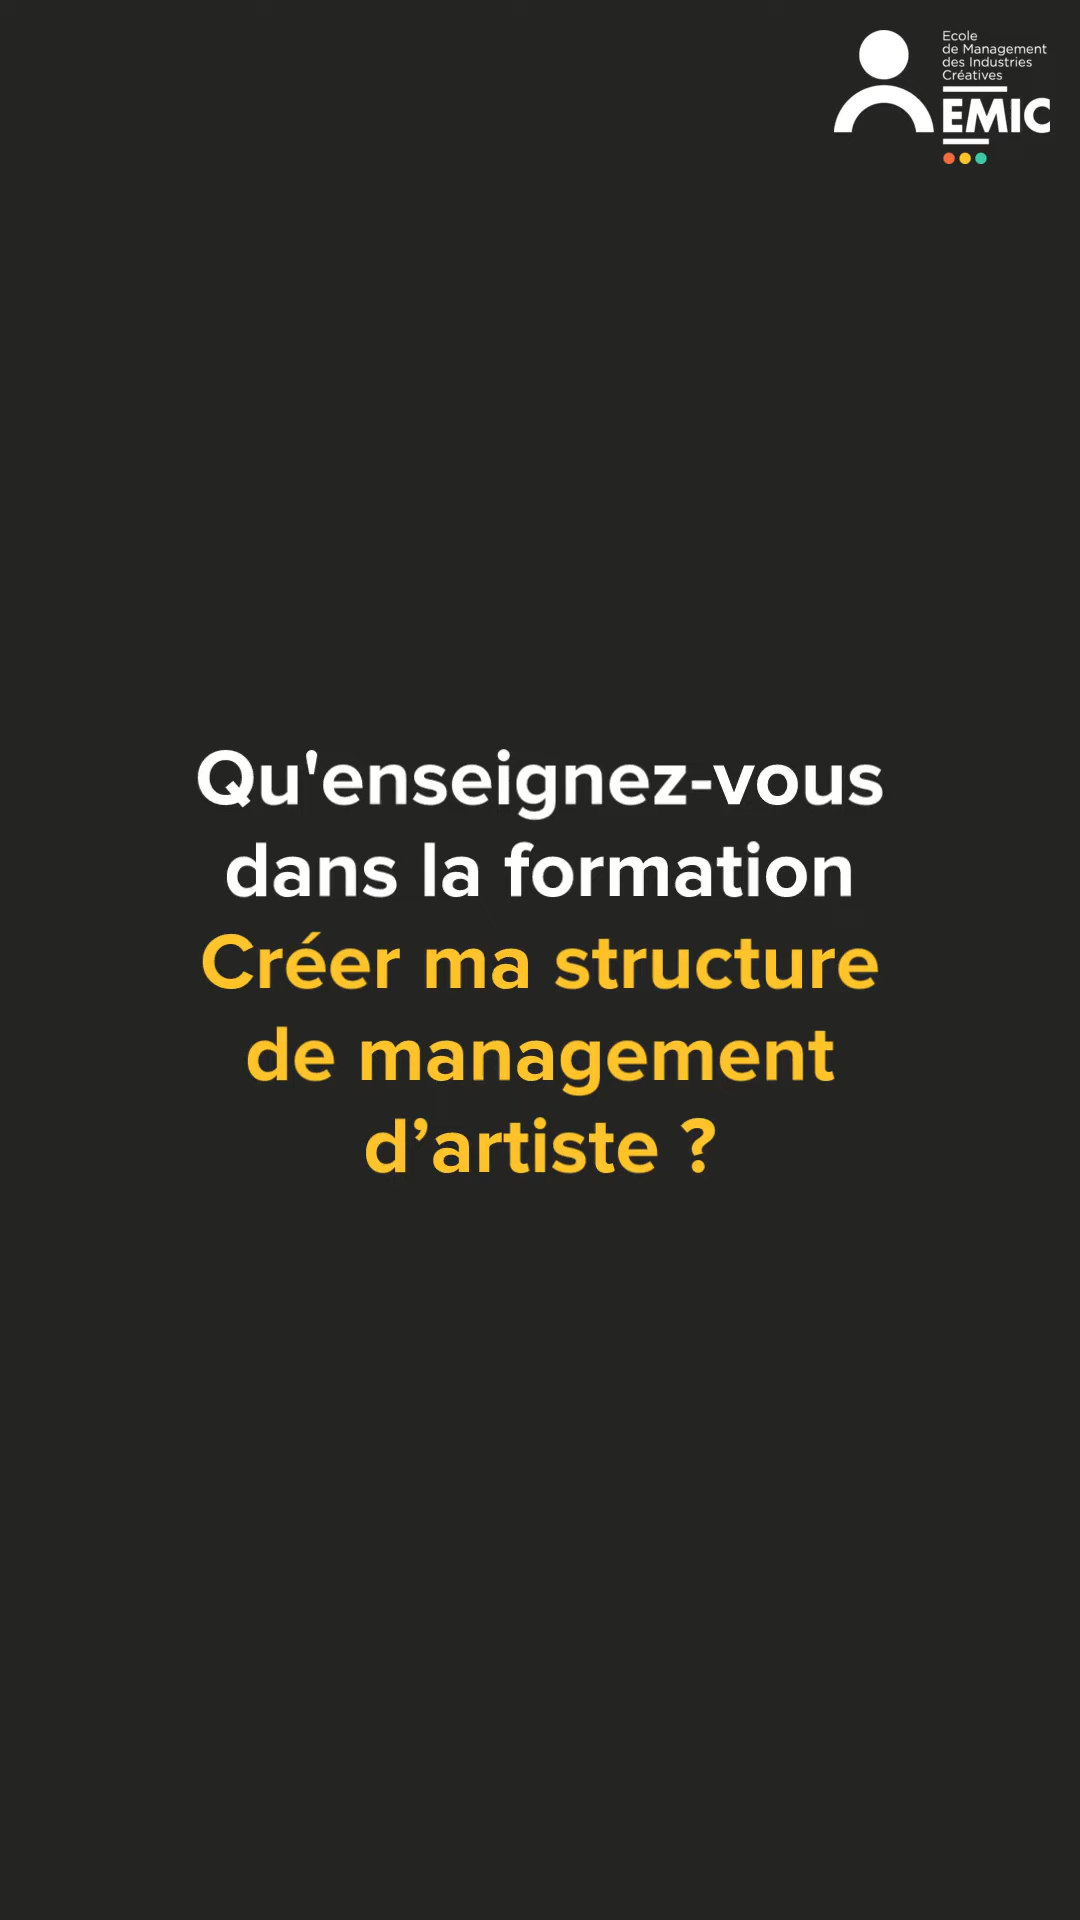 Ecole
de Management
des Industries
Créatives
EMIC
Qu'enseignez-vous
dans la formation
Créer ma structure
de management
d’artiste ?